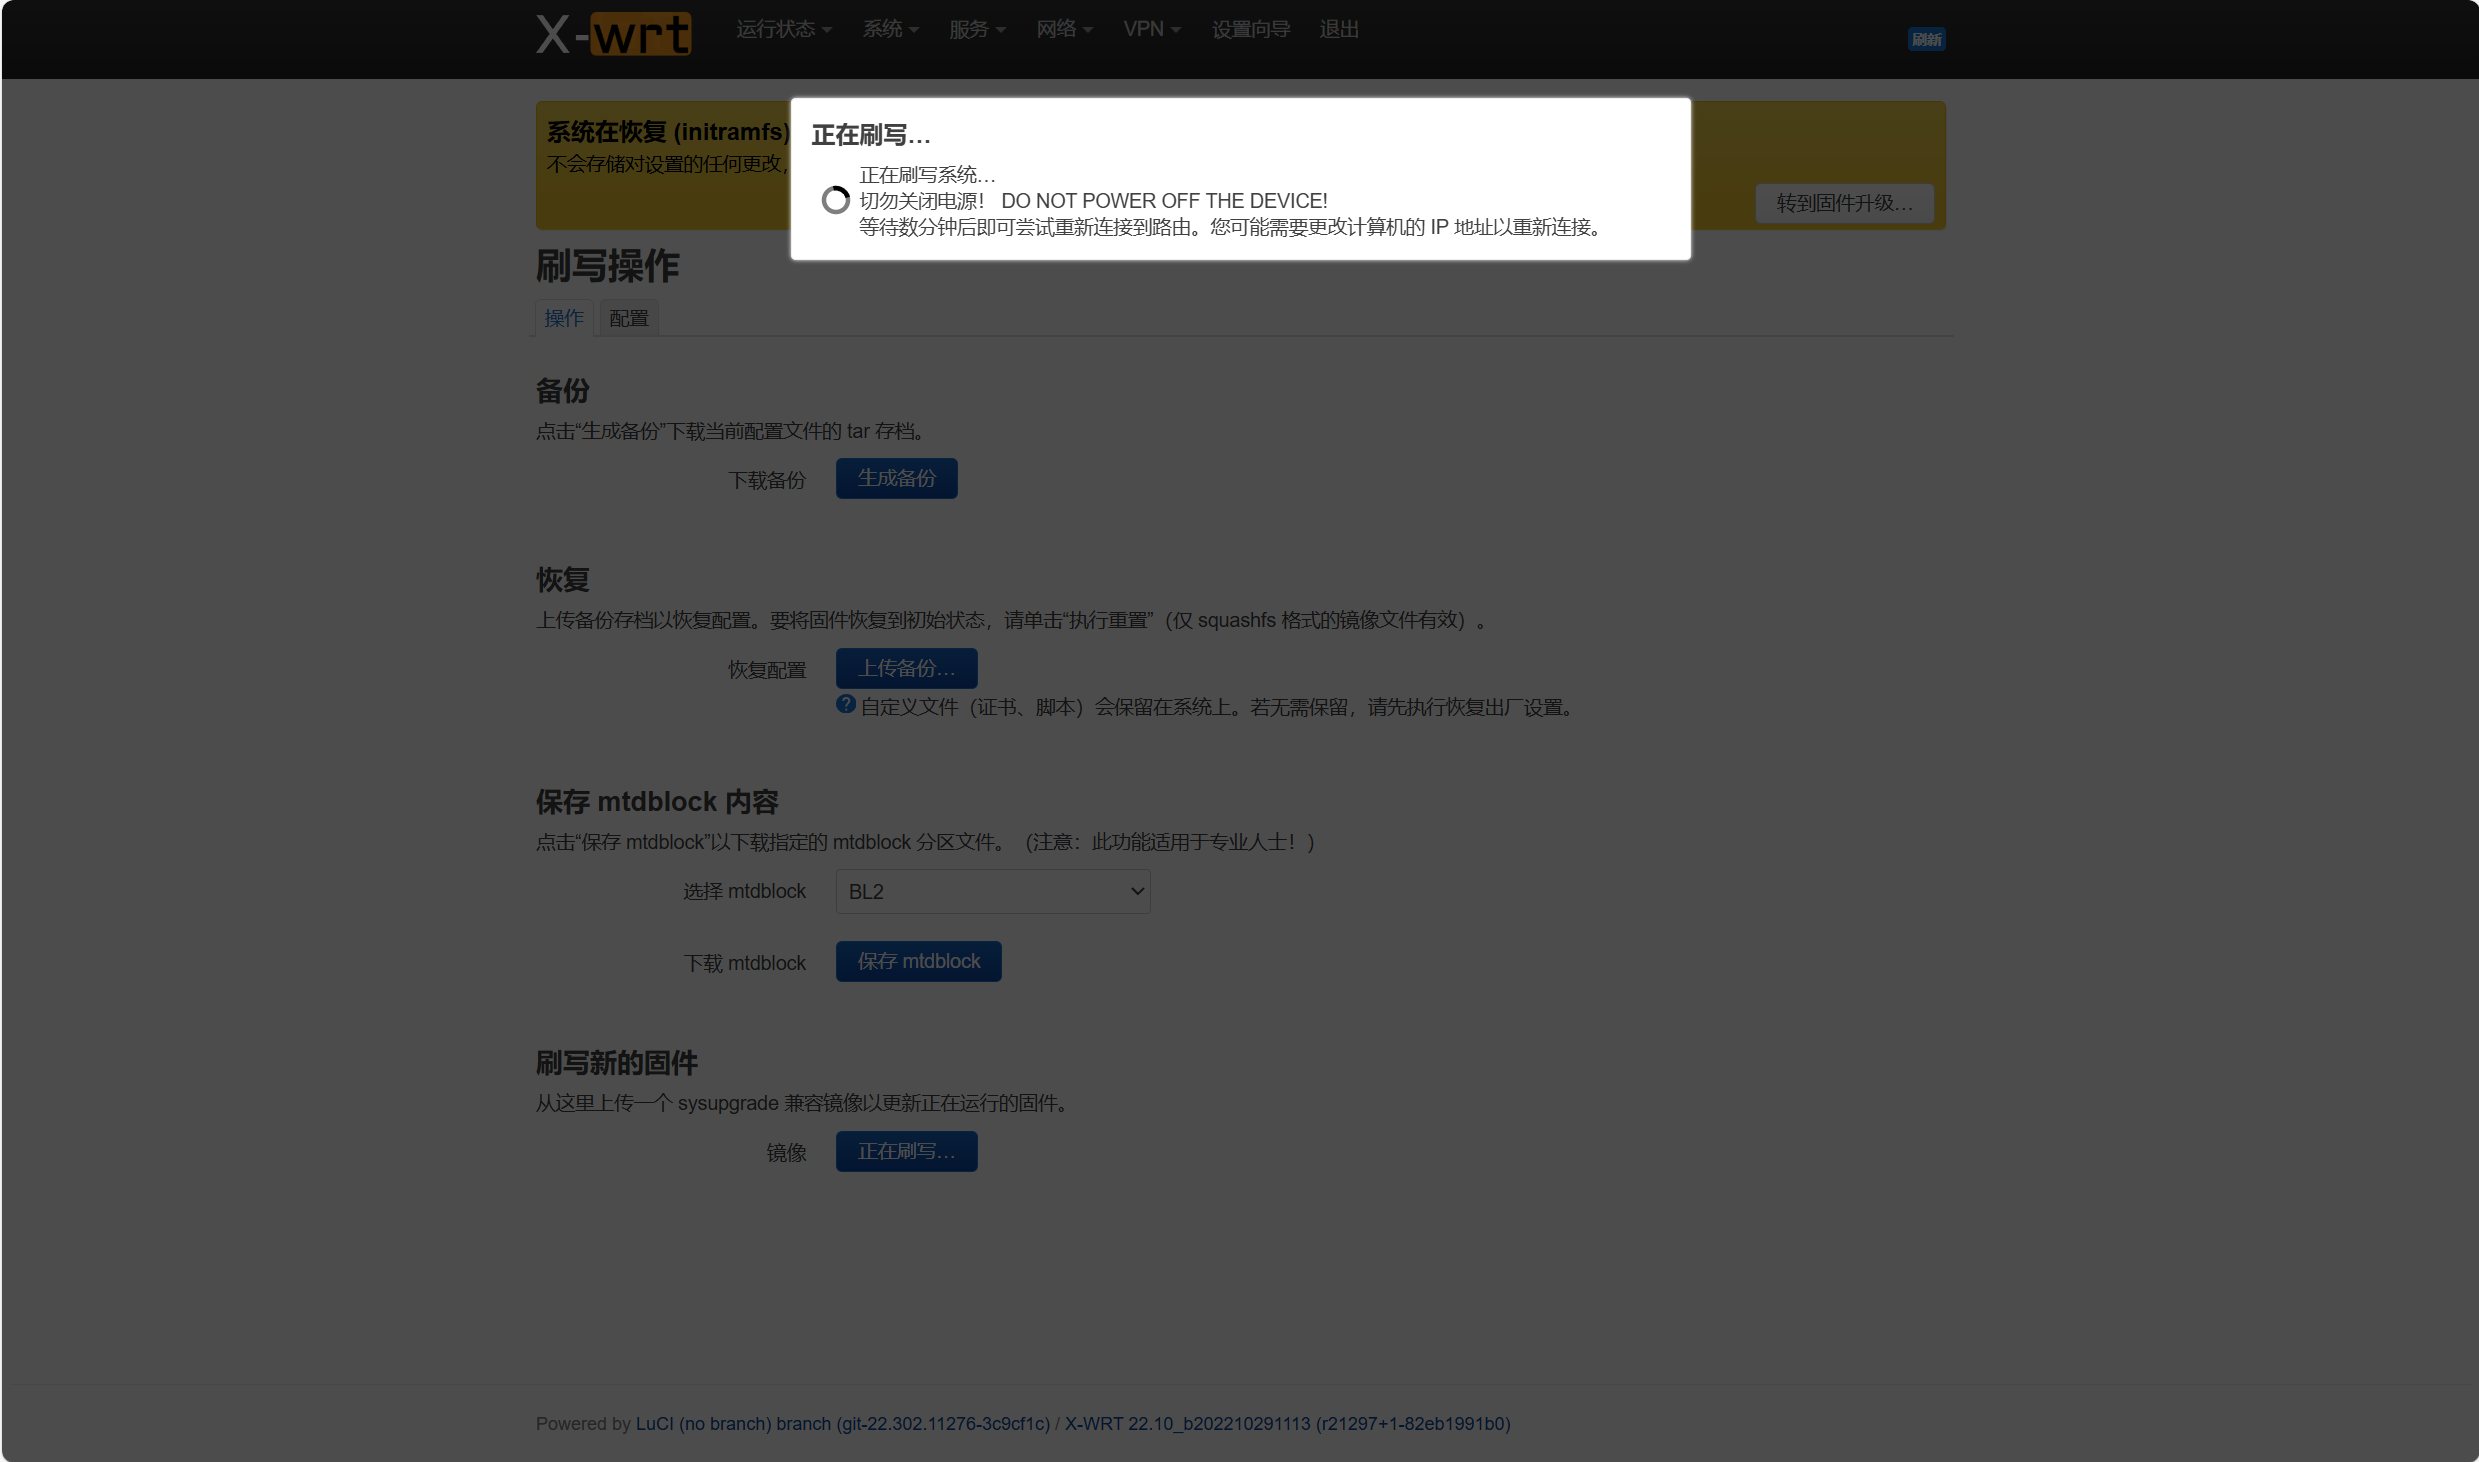 X-wrt
运行状态 系统 服务 网络 VPN 设置向导 退出
刷新
系统在恢复 (initramfs)
不会存储对设置的任何更改，
转到固件升级…
正在刷写…
正在刷写系统…
切勿关闭电源！ DO NOT POWER OFF THE DEVICE!
等待数分钟后即可尝试重新连接到路由。您可能需要更改计算机的 IP 地址以重新连接。
刷写操作
操作 配置
备份
点击“生成备份”下载当前配置文件的 tar 存档。
下载备份 生成备份
恢复
上传备份存档以恢复配置。要将固件恢复到初始状态，请单击“执行重置”（仅 squashfs 格式的镜像文件有效）。
恢复配置 上传备份…
? 自定义文件（证书、脚本）会保留在系统上。若无需保留，请先执行恢复出厂设置。
保存 mtdblock 内容
点击“保存 mtdblock”以下载指定的 mtdblock 分区文件。（注意：此功能适用于专业人士！）
选择 mtdblock BL2
下载 mtdblock 保存 mtdblock
刷写新的固件
从这里上传一个 sysupgrade 兼容镜像以更新正在运行的固件。
镜像 正在刷写…
Powered by LuCI (no branch) branch (git-22.302.11276-3c9cf1c) / X-WRT 22.10_b202210291113 (r21297+1-82eb1991b0)